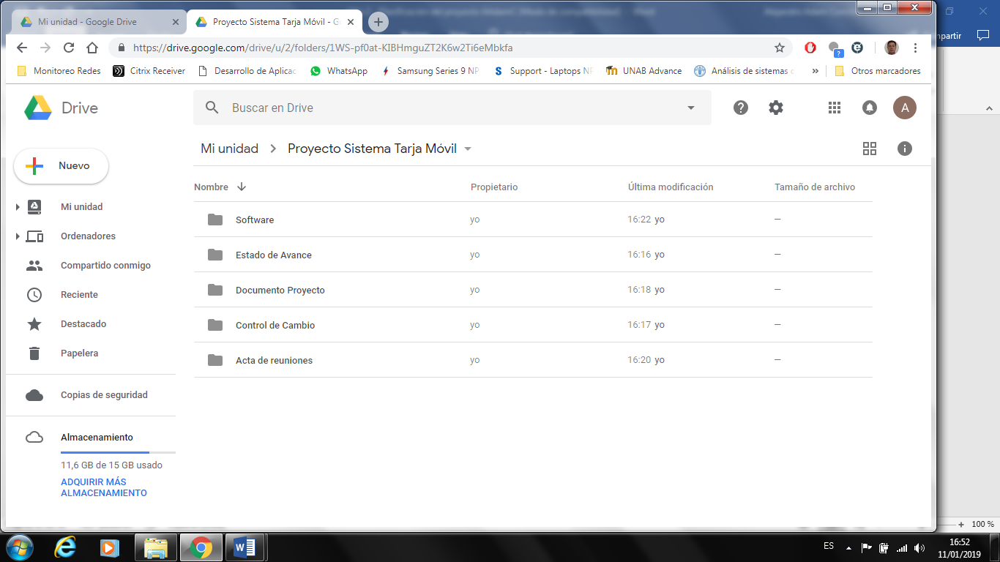 Mi unidad - Google Drive
Proyecto Sistema Tarja Móvil - G
https://drive.google.com/drive/u/2/folders/1WS-pf0at-KIBHmguZT2K6w2Ti6eMbkfa
Monitoreo Redes
Citrix Receiver
Desarrollo de Aplicac
WhatsApp
Samsung Series 9 NP
Support - Laptops NP
UNAB Advance
Análisis de sistemas
»
Otros marcadores
Drive
Buscar en Drive
A
Nuevo
Mi unidad > Proyecto Sistema Tarja Móvil
Nombre Propietario Última modificación Tamaño de archivo
Software yo 16:22 yo —
Estado de Avance yo 16:16 yo —
Documento Proyecto yo 16:18 yo —
Control de Cambio yo 16:17 yo —
Acta de reuniones yo 16:20 yo —
Mi unidad
Ordenadores
Compartido conmigo
Reciente
Destacado
Papelera
Copias de seguridad
Almacenamiento
11,6 GB de 15 GB usado
ADQUIRIR MÁS
ALMACENAMIENTO
partir
100 %
ES
16:52
11/01/2019